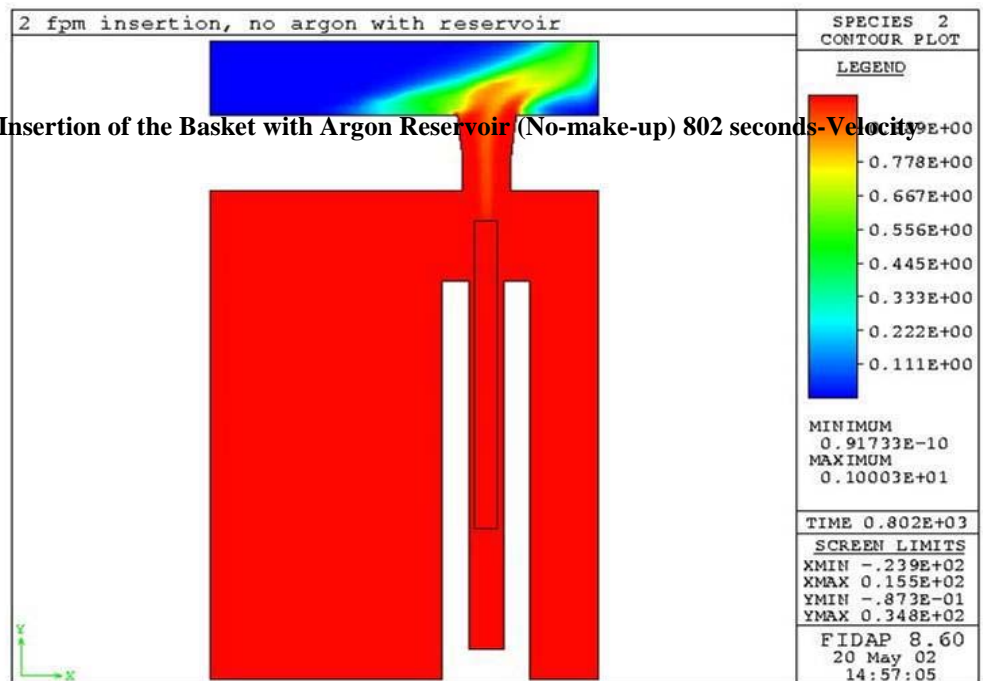 2 fpm insertion, no argon with reservoir
Insertion of the Basket with Argon Reservoir (No-make-up) 802 seconds-Velocity
SPECIES 2
CONTOUR PLOT
LEGEND
0.778E+00
0.667E+00
0.556E+00
0.445E+00
0.333E+00
0.222E+00
0.111E+00
MINIMUM
0.91733E-10
MAXIMUM
0.10003E+01
TIME 0.802E+03
SCREEN LIMITS
XMIN -.239E+02
XMAX 0.155E+02
YMIN -.873E-01
YMAX 0.348E+02
FIDAP 8.60
20 May 02
14:57:05
Y
X